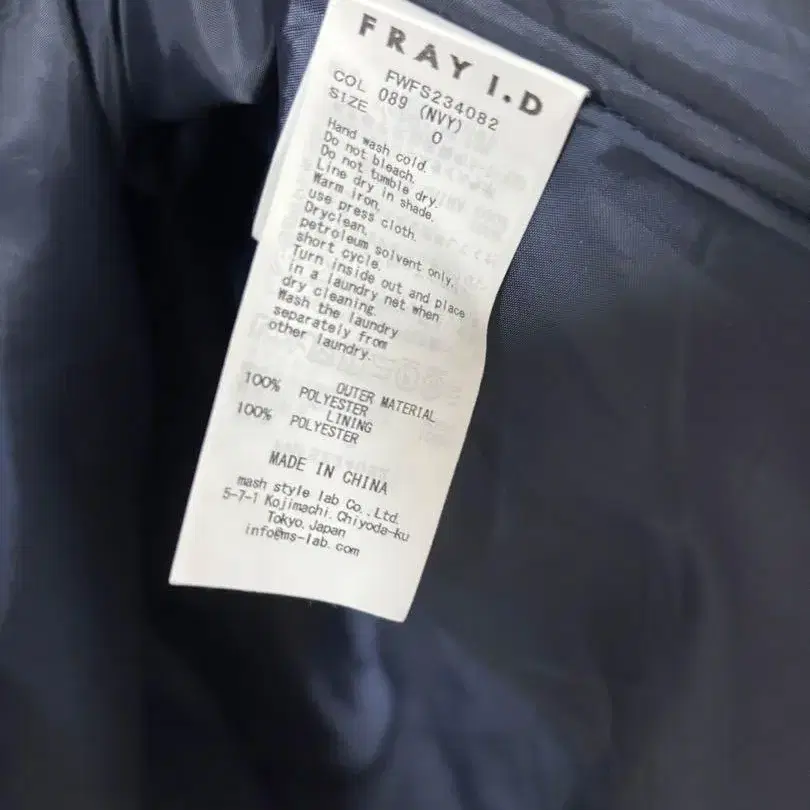 FRAY I.D
FWFS234082
COL 089 (NVY)
SIZE 0
Hand wash cold.
Do not bleach.
Do not tumble dry.
Line dry in shade.
Warm iron.
use press cloth.
Dryclean.
petroleum solvent only.
short cycle.
Turn inside out and place
in a laundry net when
dry cleaning.
Wash the laundry
separately from
other laundry.
OUTER MATERIAL
100% POLYESTER
LINING
100% POLYESTER
MADE IN CHINA
mash style lab Co.,Ltd.
5-7-1 Kojimachi.Chiyoda-ku
Tokyo.Japan
info@ms-lab.com